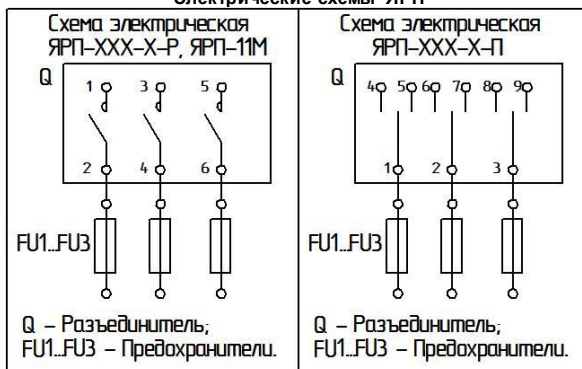 Электрические схемы ЯРП
Схема электрическая
ЯРП-ХХХ-Х-Р, ЯРП-11М
Q
1 3 5
2 4 6
FU1...FU3
Q - Разъединитель;
FU1...FU3 - Предохранители.
Схема электрическая
ЯРП-ХХХ-Х-П
Q
4 5 6 7 8 9
1 2 3
FU1...FU3
Q - Разъединитель;
FU1...FU3 - Предохранители.